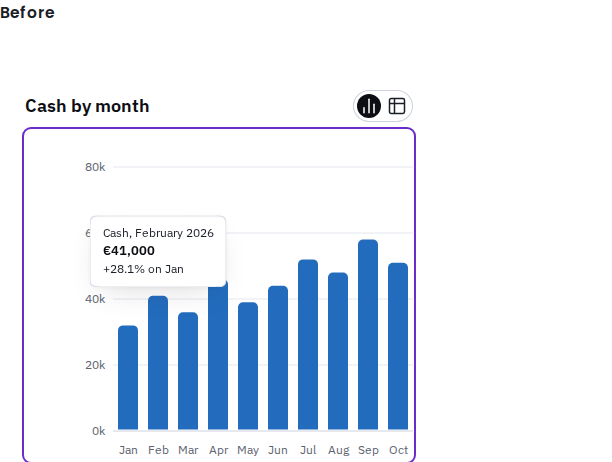 Before
Cash by month
80k
6
Cash, February 2026
€41,000
+28.1% on Jan
40k
20k
0k
Jan Feb Mar Apr May Jun Jul Aug Sep Oct